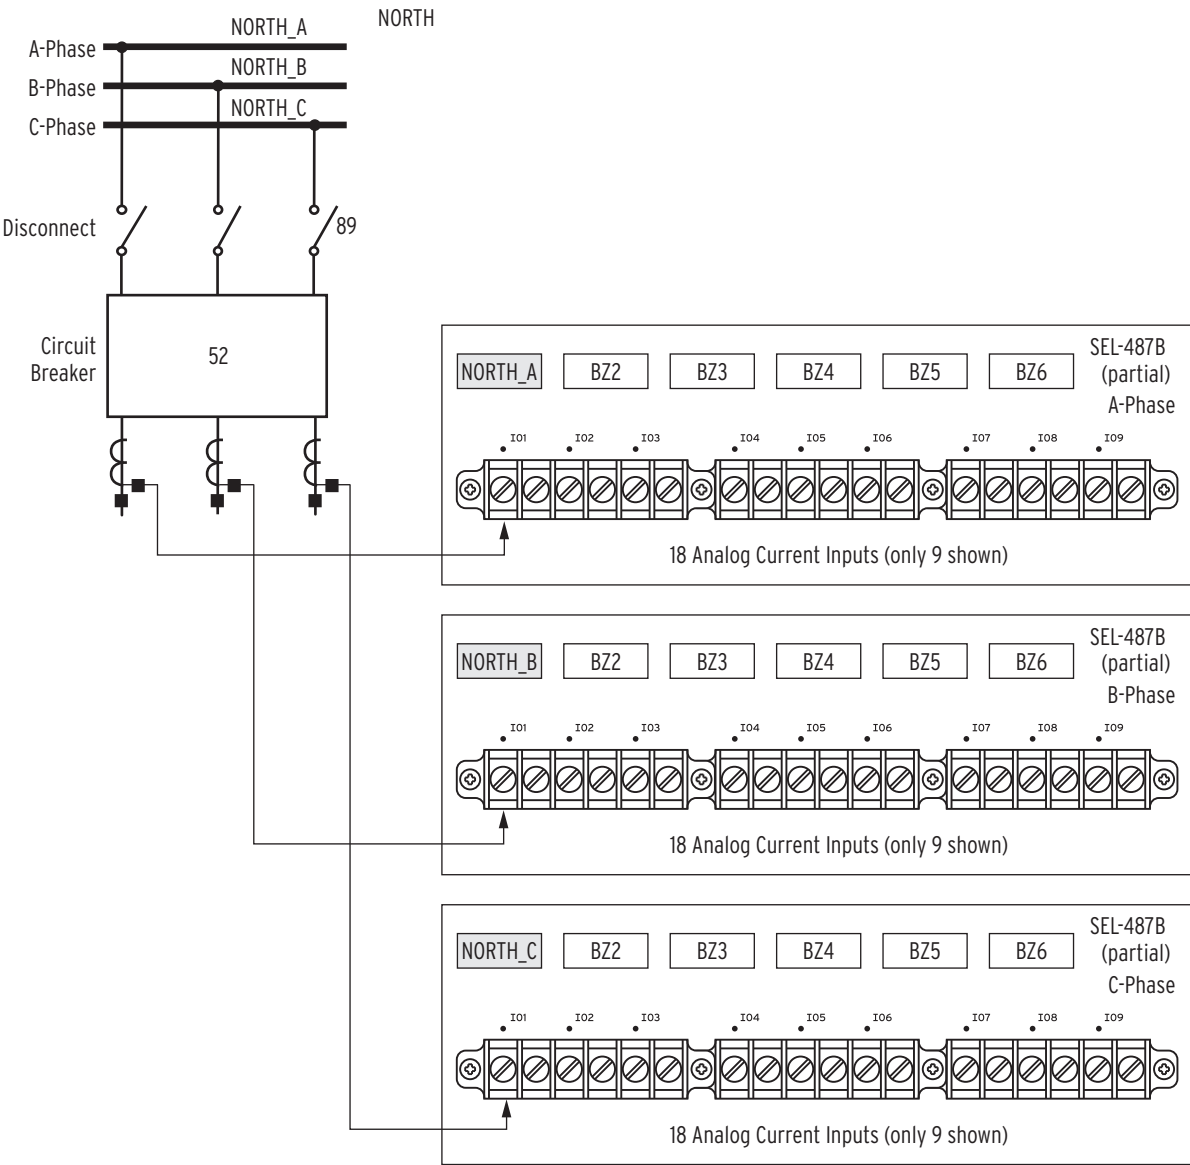 NORTH
NORTH_A
A-Phase
NORTH_B
B-Phase
NORTH_C
C-Phase
Disconnect
89
Circuit
Breaker
52
NORTH_A BZ2 BZ3 BZ4 BZ5 BZ6
SEL-487B
(partial)
A-Phase
I01 I02 I03 I04 I05 I06 I07 I08 I09
18 Analog Current Inputs (only 9 shown)
NORTH_B BZ2 BZ3 BZ4 BZ5 BZ6
SEL-487B
(partial)
B-Phase
I01 I02 I03 I04 I05 I06 I07 I08 I09
18 Analog Current Inputs (only 9 shown)
NORTH_C BZ2 BZ3 BZ4 BZ5 BZ6
SEL-487B
(partial)
C-Phase
I01 I02 I03 I04 I05 I06 I07 I08 I09
18 Analog Current Inputs (only 9 shown)